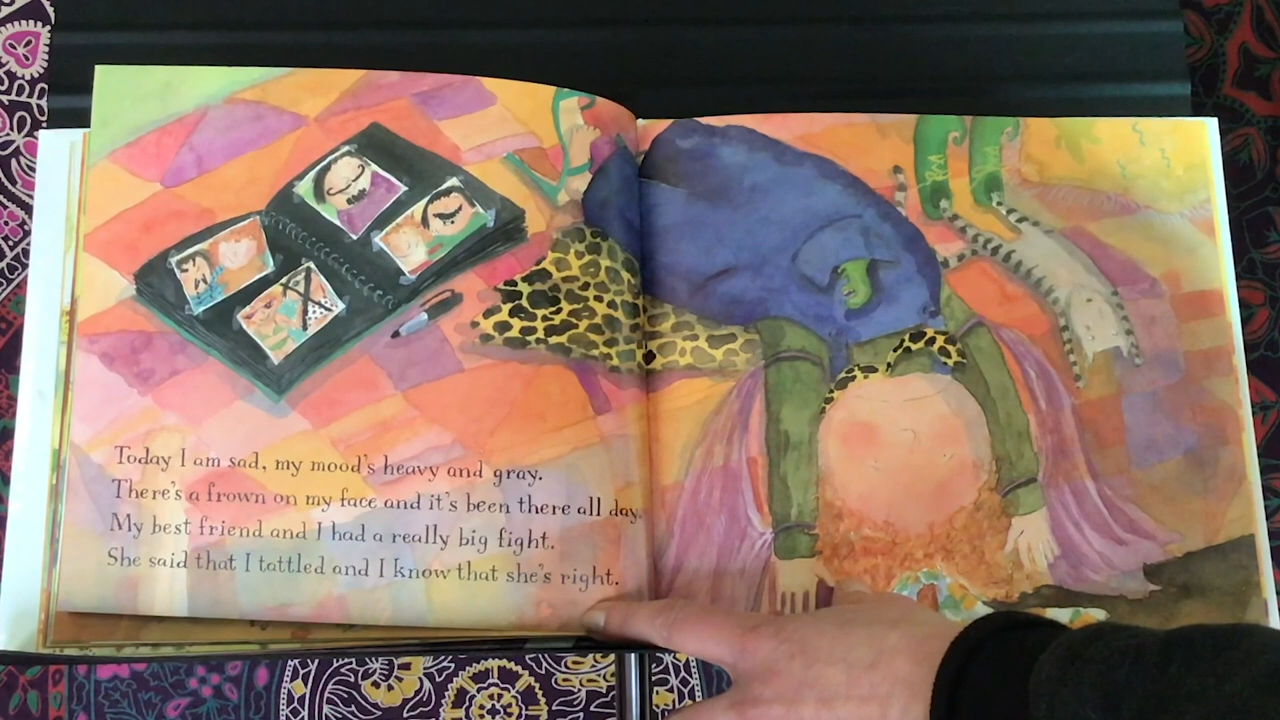 Today I am sad, my mood's heavy and gray.
There's a frown on my face and it's been there all day.
My best friend and I had a really big fight.
She said that I tattled and I know that she's right.